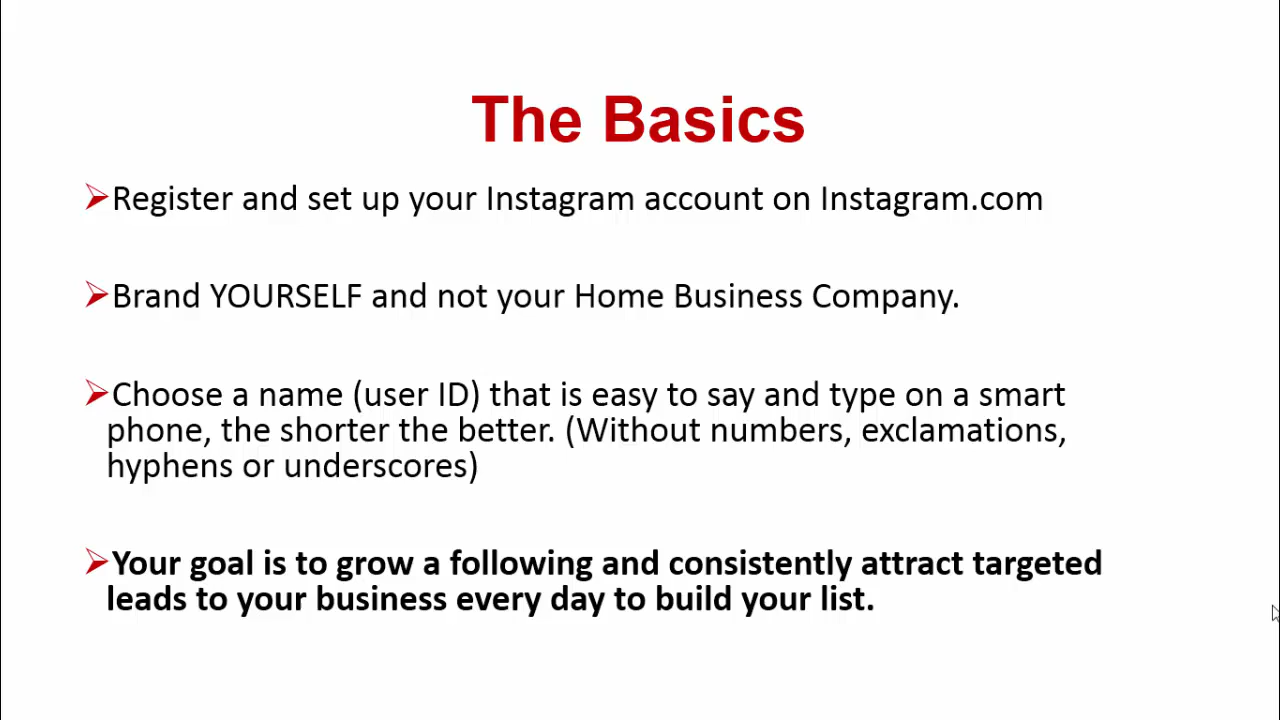 The Basics
Register and set up your Instagram account on Instagram.com
Brand YOURSELF and not your Home Business Company.
Choose a name (user ID) that is easy to say and type on a smart
phone, the shorter the better. (Without numbers, exclamations,
hyphens or underscores)
Your goal is to grow a following and consistently attract targeted
leads to your business every day to build your list.